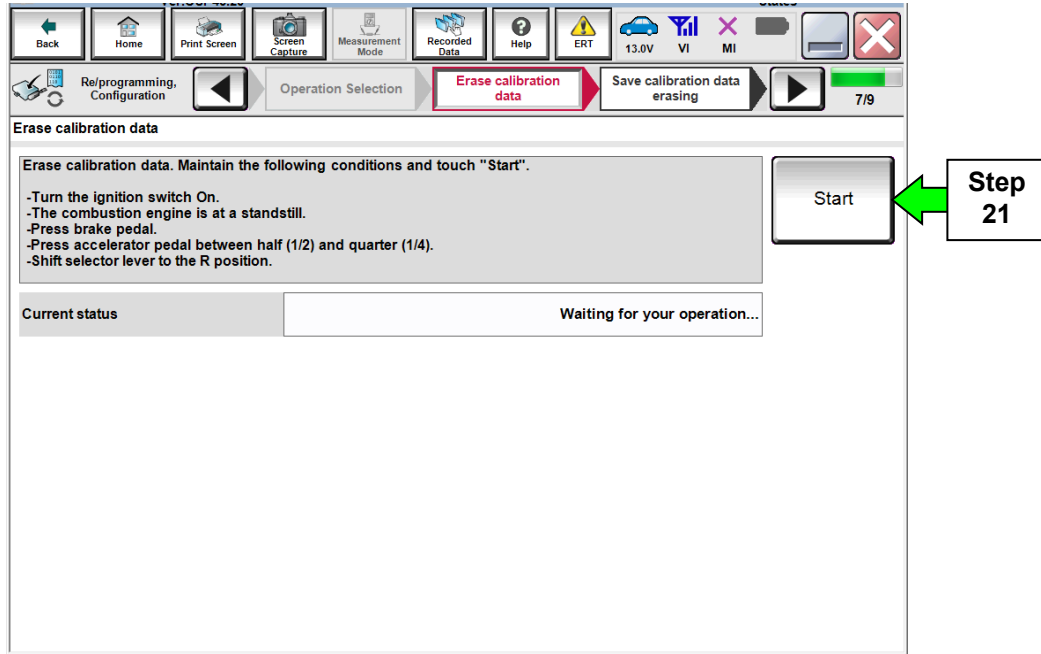 Back
Home
Print Screen
Screen
Capture
Measurement
Mode
Recorded
Data
Help
ERT
13.0V
VI
MI
Re/programming,
Configuration
Operation Selection
Erase calibration
data
Save calibration data
erasing
7/9
Erase calibration data
Erase calibration data. Maintain the following conditions and touch "Start".
-Turn the ignition switch On.
-The combustion engine is at a standstill.
-Press brake pedal.
-Press accelerator pedal between half (1/2) and quarter (1/4).
-Shift selector lever to the R position.
Start
Step
21
Current status
Waiting for your operation...